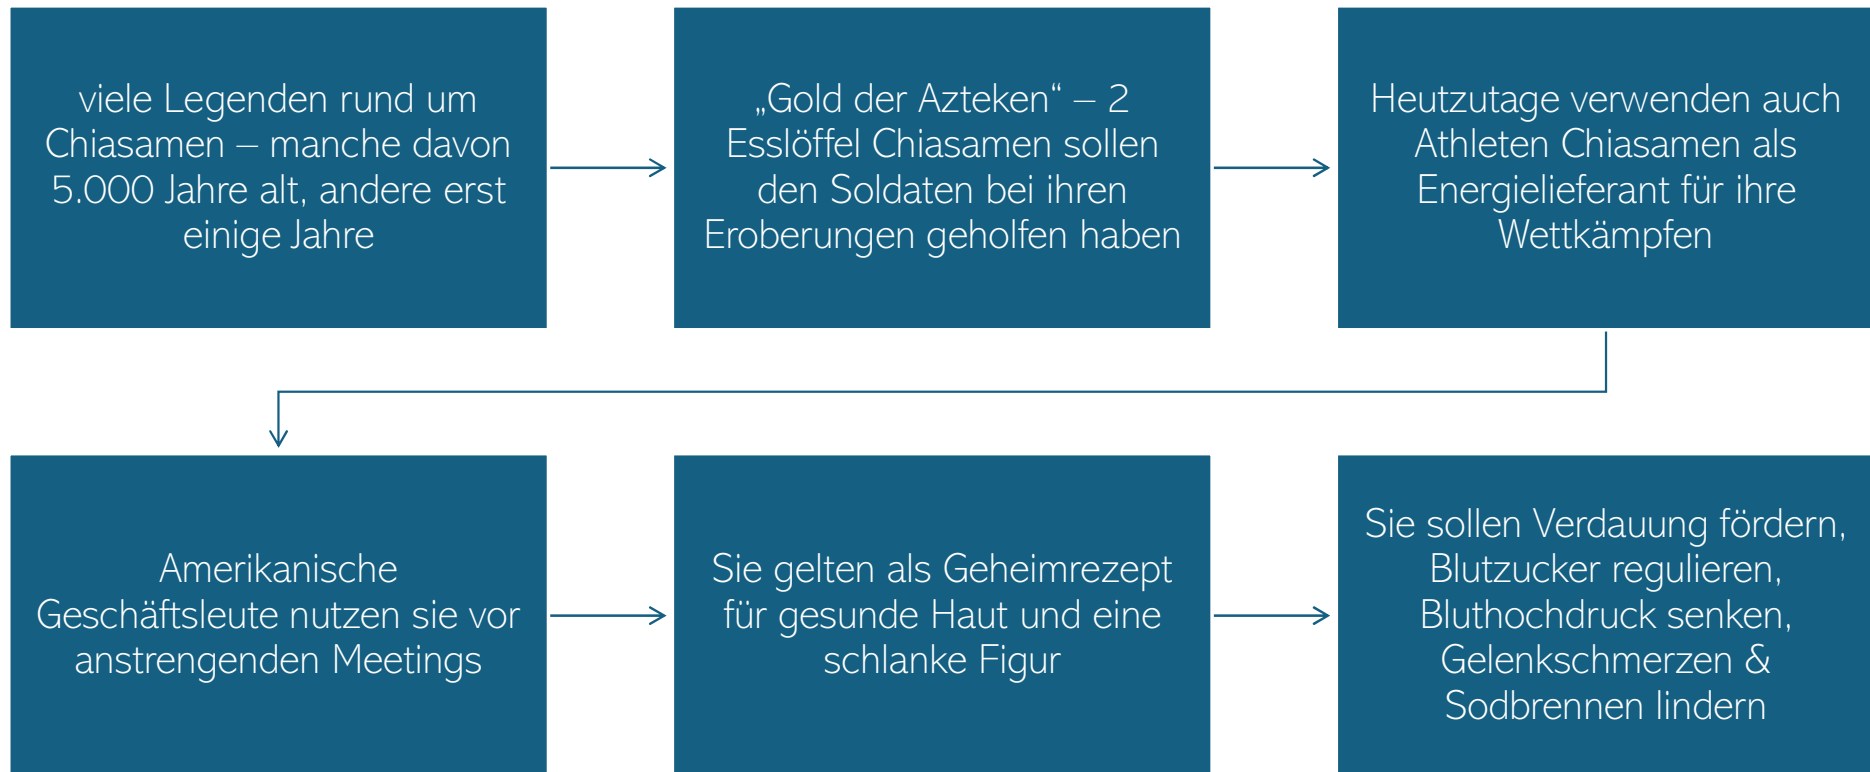 viele Legenden rund um
Chiasamen – manche davon
5.000 Jahre alt, andere erst
einige Jahre
„Gold der Azteken“ – 2
Esslöffel Chiasamen sollen
den Soldaten bei ihren
Eroberungen geholfen haben
Heutzutage verwenden auch
Athleten Chiasamen als
Energielieferant für ihre
Wettkämpfen
Amerikanische
Geschäftsleute nutzen sie vor
anstrengenden Meetings
Sie gelten als Geheimrezept
für gesunde Haut und eine
schlanke Figur
Sie sollen Verdauung fördern,
Blutzucker regulieren,
Bluthochdruck senken,
Gelenkschmerzen &
Sodbrennen lindern